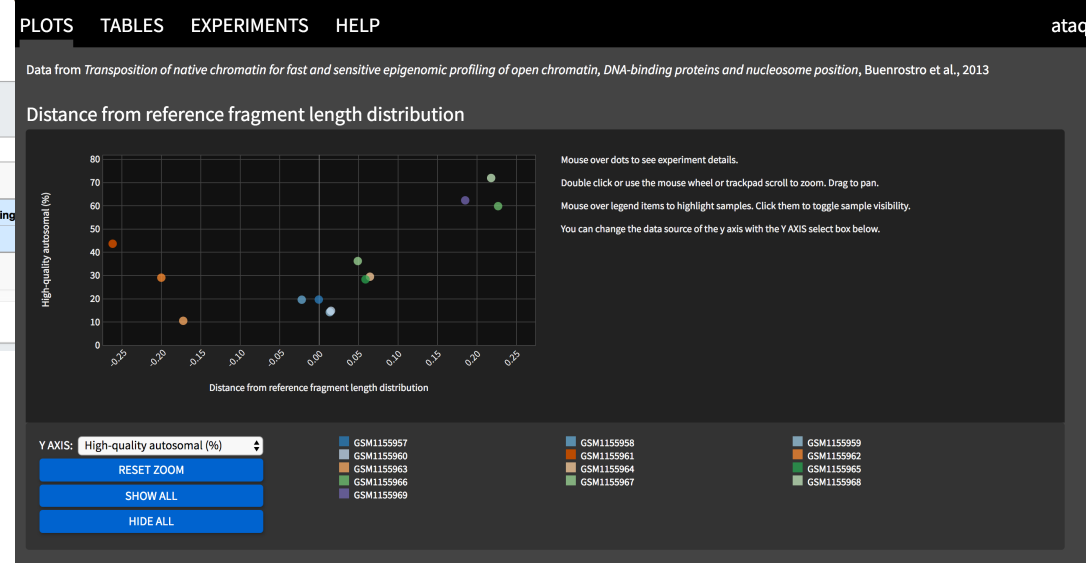 PLOTS TABLES EXPERIMENTS HELP ataq
Data from Transposition of native chromatin for fast and sensitive epigenomic profiling of open chromatin, DNA-binding proteins and nucleosome position, Buenrostro et al., 2013
Distance from reference fragment length distribution
ing
High-quality autosomal (%)
80
70
60
50
40
30
20
10
0
-0.25 -0.20 -0.15 -0.10 -0.05 0.00 0.05 0.10 0.15 0.20 0.25
Distance from reference fragment length distribution
Mouse over dots to see experiment details.
Double click or use the mouse wheel or trackpad scroll to zoom. Drag to pan.
Mouse over legend items to highlight samples. Click them to toggle sample visibility.
You can change the data source of the y axis with the Y AXIS select box below.
Y AXIS: High-quality autosomal (%)
RESET ZOOM
SHOW ALL
HIDE ALL
GSM1155957 GSM1155958 GSM1155959
GSM1155960 GSM1155961 GSM1155962
GSM1155963 GSM1155964 GSM1155965
GSM1155966 GSM1155967 GSM1155968
GSM1155969